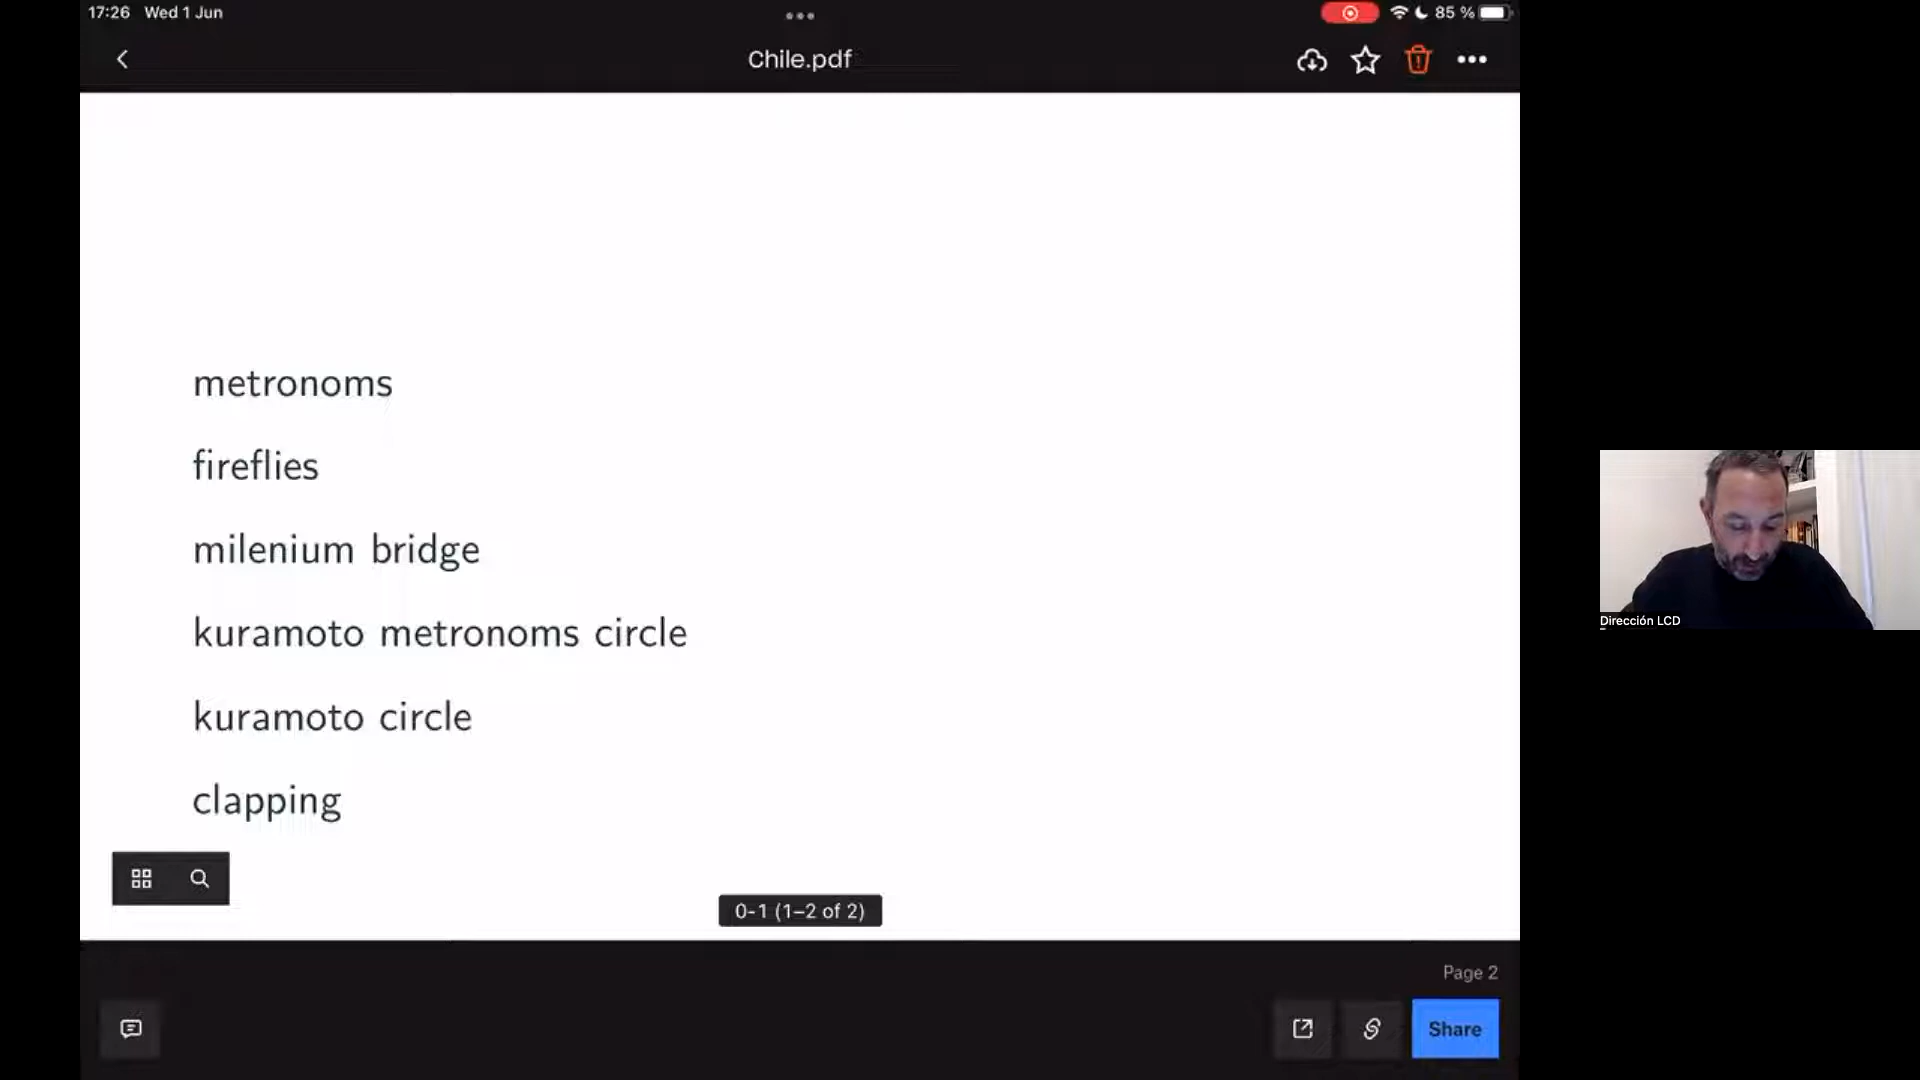 17:26 Wed 1 Jun
85 %
Chile.pdf
metronoms
fireflies
milenium bridge
kuramoto metronoms circle
kuramoto circle
clapping
0-1 (1–2 of 2)
Page 2
Share
Dirección LCD